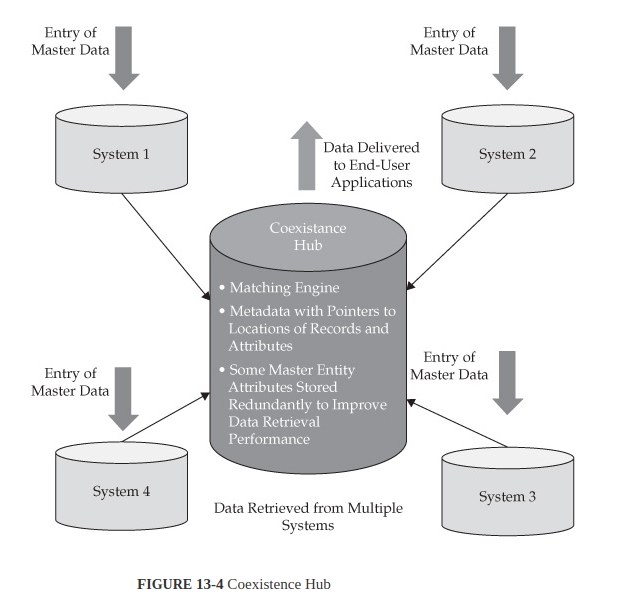 Entry of
Master Data
Entry of
Master Data
System 1
System 2
Data Delivered
to End-User
Applications
Coexistance
Hub
• Matching Engine
• Metadata with Pointers to
Locations of Records and
Attributes
• Some Master Entity
Attributes Stored
Redundantly to Improve
Data Retrieval
Performance
Entry of
Master Data
Entry of
Master Data
System 4
System 3
Data Retrieved from Multiple
Systems
FIGURE 13-4 Coexistence Hub